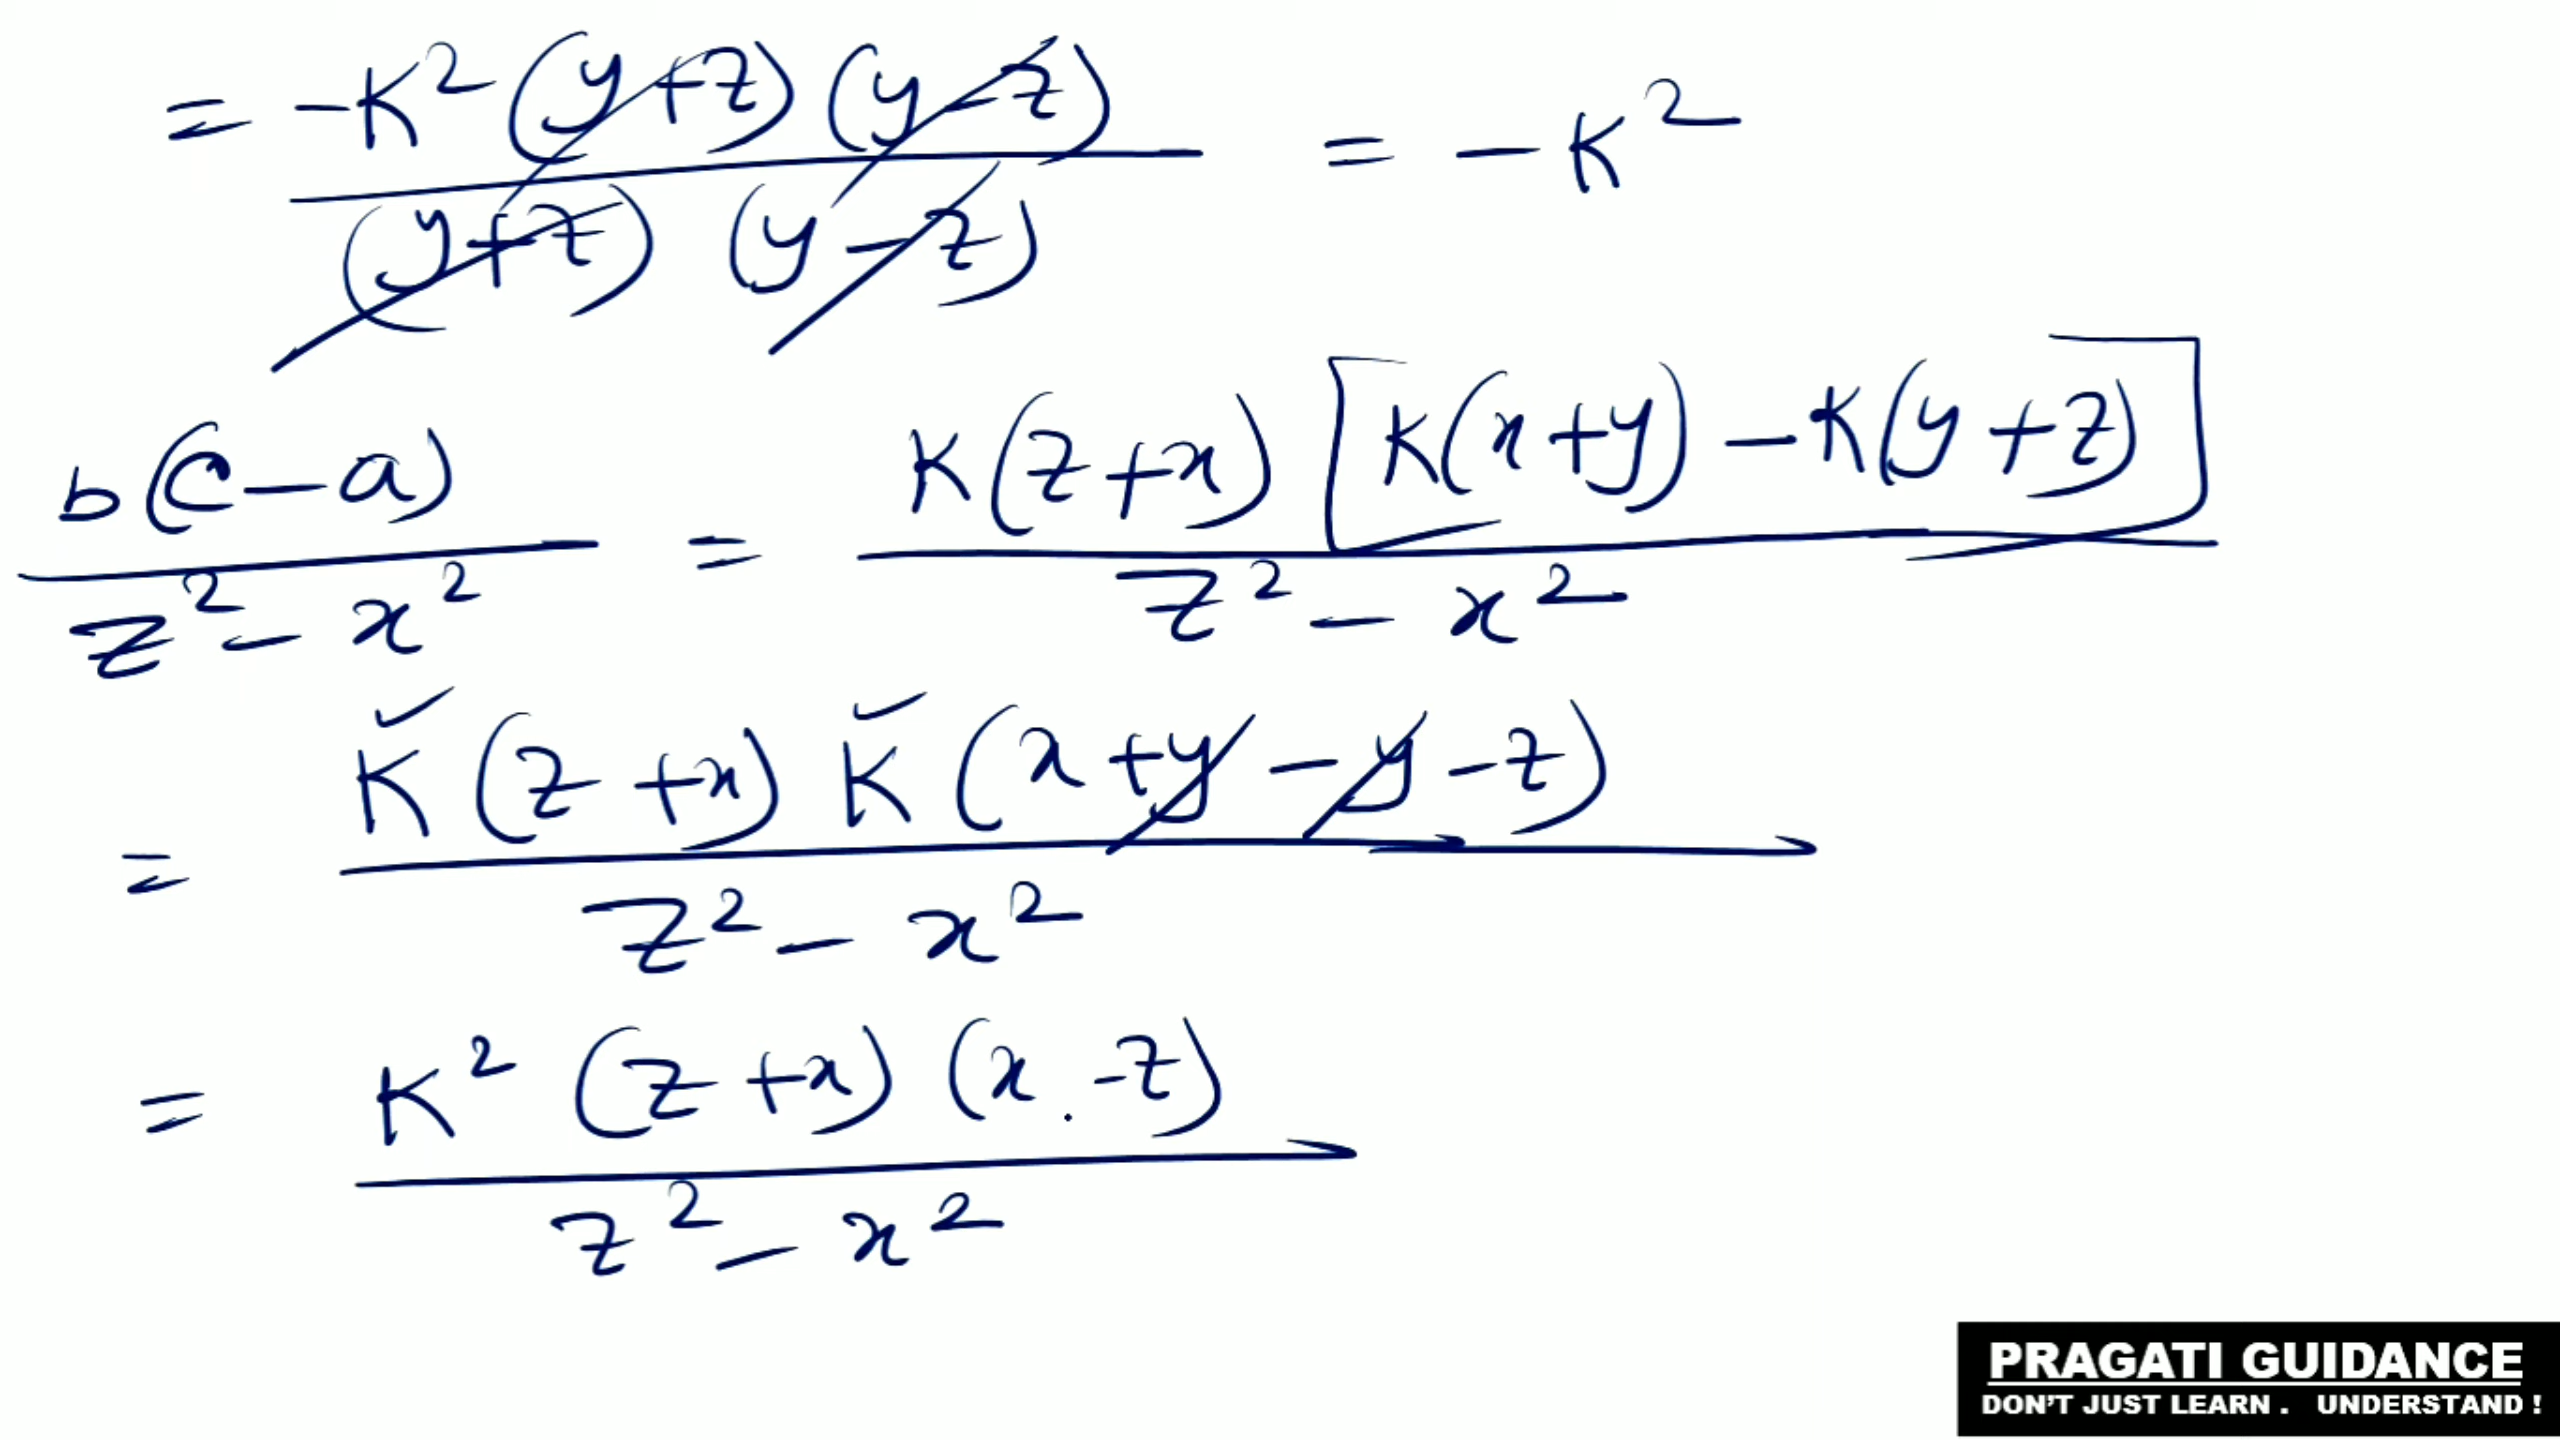 = -K²(y+z)(y-z) / (y+z)(y-z) = -K²
b(c-a) / z²-x² = K(z+x)[K(x+y)-K(y+z)] / z²-x²
= K(z+x)K(x+y-y-z) / z²-x²
= K²(z+x)(x-z) / z²-x²
PRAGATI GUIDANCE
DON'T JUST LEARN. UNDERSTAND!